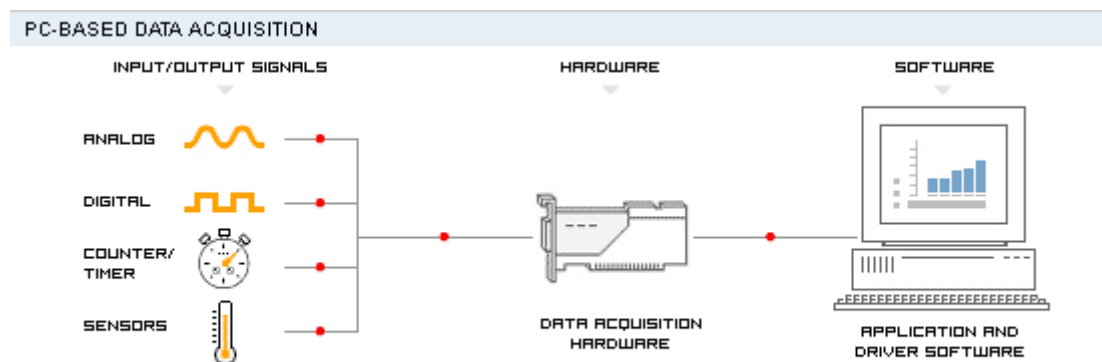 PC-BASED DATA ACQUISITION
INPUT/OUTPUT SIGNALS
HARDWARE
SOFTWARE
ANALOG
DIGITAL
COUNTER/
TIMER
SENSORS
DATA ACQUISITION
HARDWARE
APPLICATION AND
DRIVER SOFTWARE